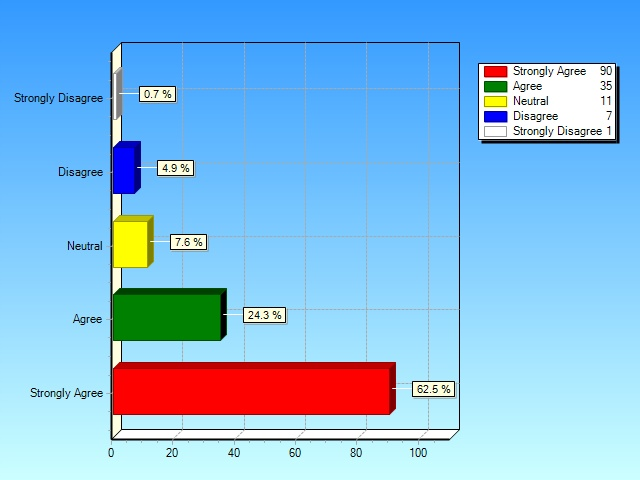 Strongly Disagree
0.7 %
Disagree
4.9 %
Neutral
7.6 %
Agree
24.3 %
Strongly Agree
62.5 %
0 20 40 60 80 100
Strongly Agree 90
Agree 35
Neutral 11
Disagree 7
Strongly Disagree 1